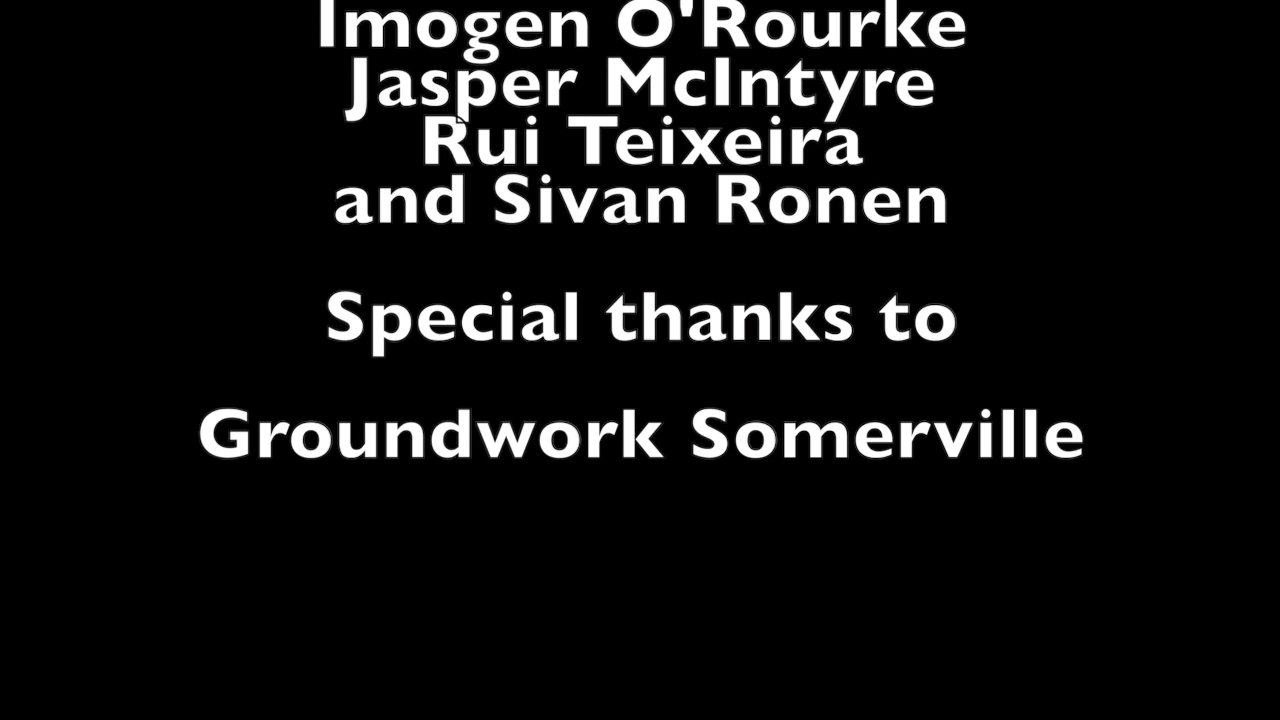 Imogen O'Rourke
Jasper McIntyre
Rui Teixeira
and Sivan Ronen
Special thanks to
Groundwork Somerville